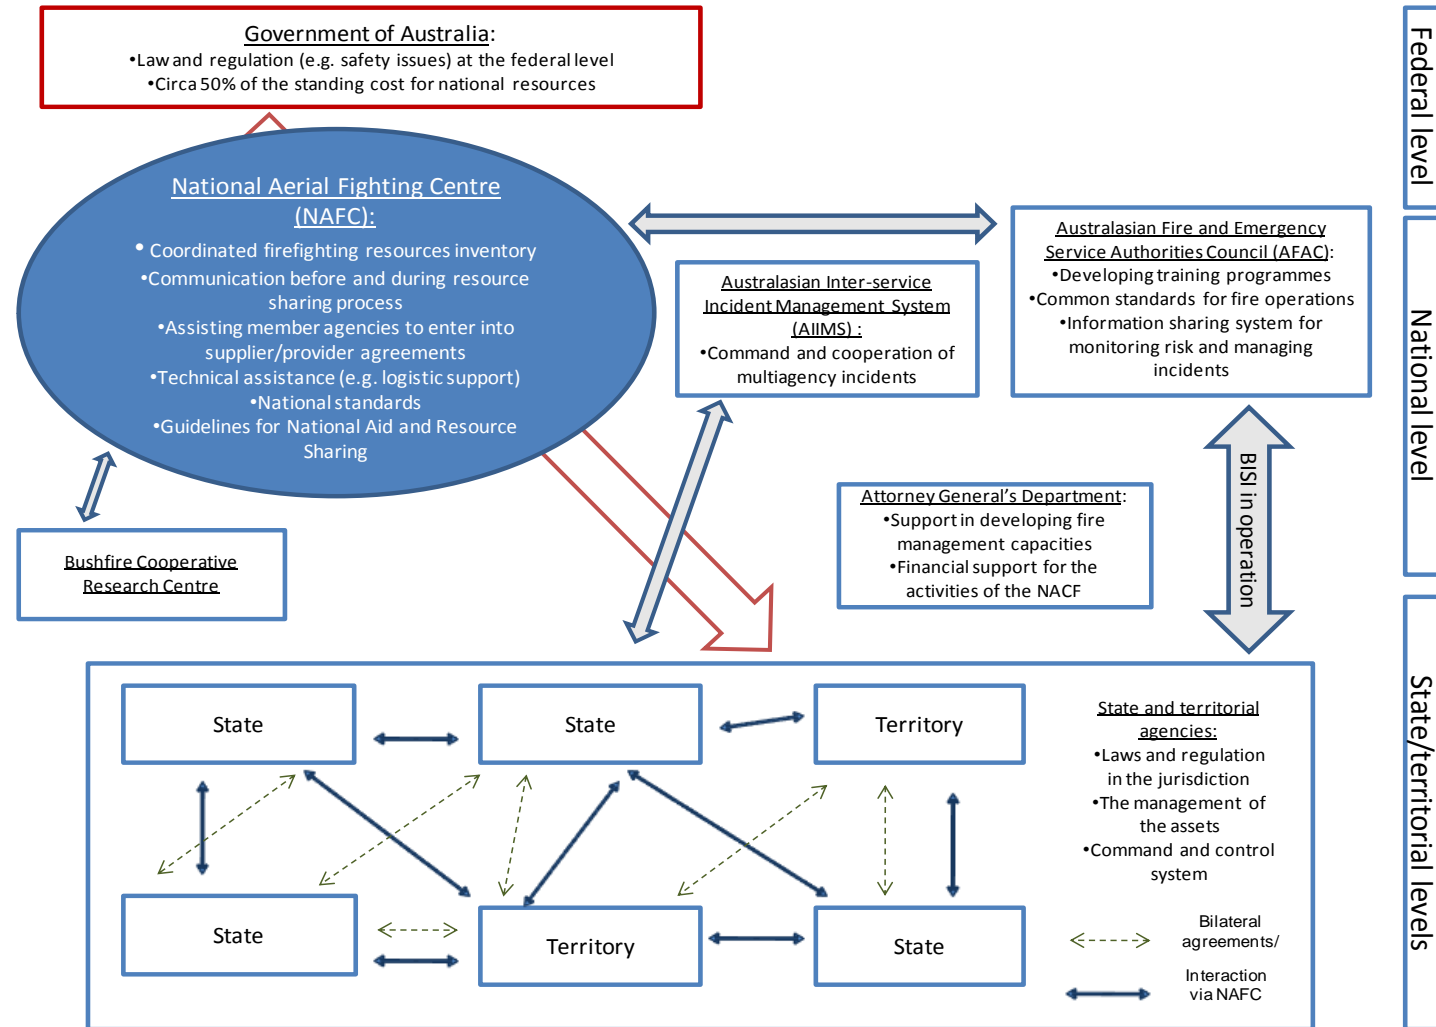 Government of Australia:
•Law and regulation (e.g. safety issues) at the federal level
•Circa 50% of the standing cost for national resources
Federal level
National Aerial Fighting Centre
(NAFC):
• Coordinated firefighting resources inventory
•Communication before and during resource
sharing process
•Assisting member agencies to enter into
supplier/provider agreements
•Technical assistance (e.g. logistic support)
•National standards
•Guidelines for National Aid and Resource
Sharing
Australasian Inter-service
Incident Management System
(AIIMS) :
•Command and cooperation of
multiagency incidents
Australasian Fire and Emergency
Service Authorities Council (AFAC):
•Developing training programmes
•Common standards for fire operations
•Information sharing system for
monitoring risk and managing
incidents
National level
Bushfire Cooperative
Research Centre
Attorney General's Department:
•Support in developing fire
management capacities
•Financial support for the
activities of the NACF
BISI in operation
State
State
Territory
State
Territory
State
State and territorial
agencies:
•Laws and regulation
in the jurisdiction
•The management of
the assets
•Command and control
system
Bilateral
agreements/
Interaction
via NAFC
State/territorial levels